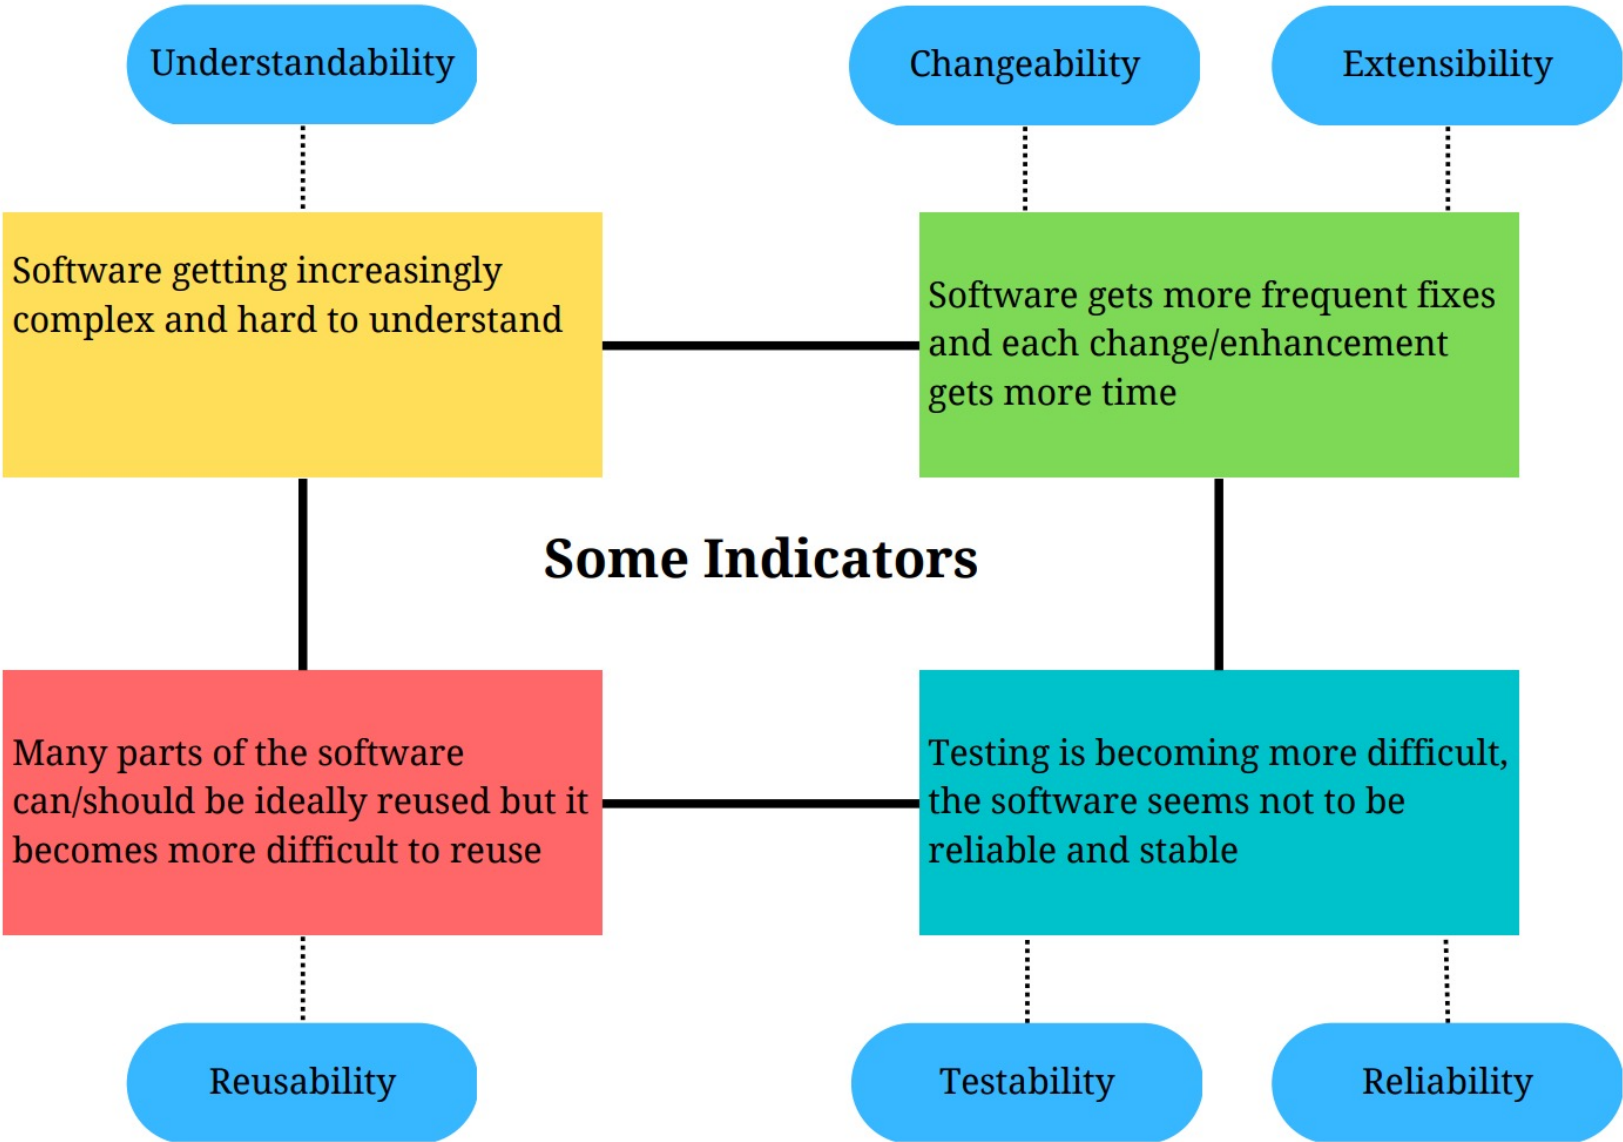 Understandability
Changeability
Extensibility
Software getting increasingly
complex and hard to understand
Software gets more frequent fixes
and each change/enhancement
gets more time
Some Indicators
Many parts of the software
can/should be ideally reused but it
becomes more difficult to reuse
Testing is becoming more difficult,
the software seems not to be
reliable and stable
Reusability
Testability
Reliability